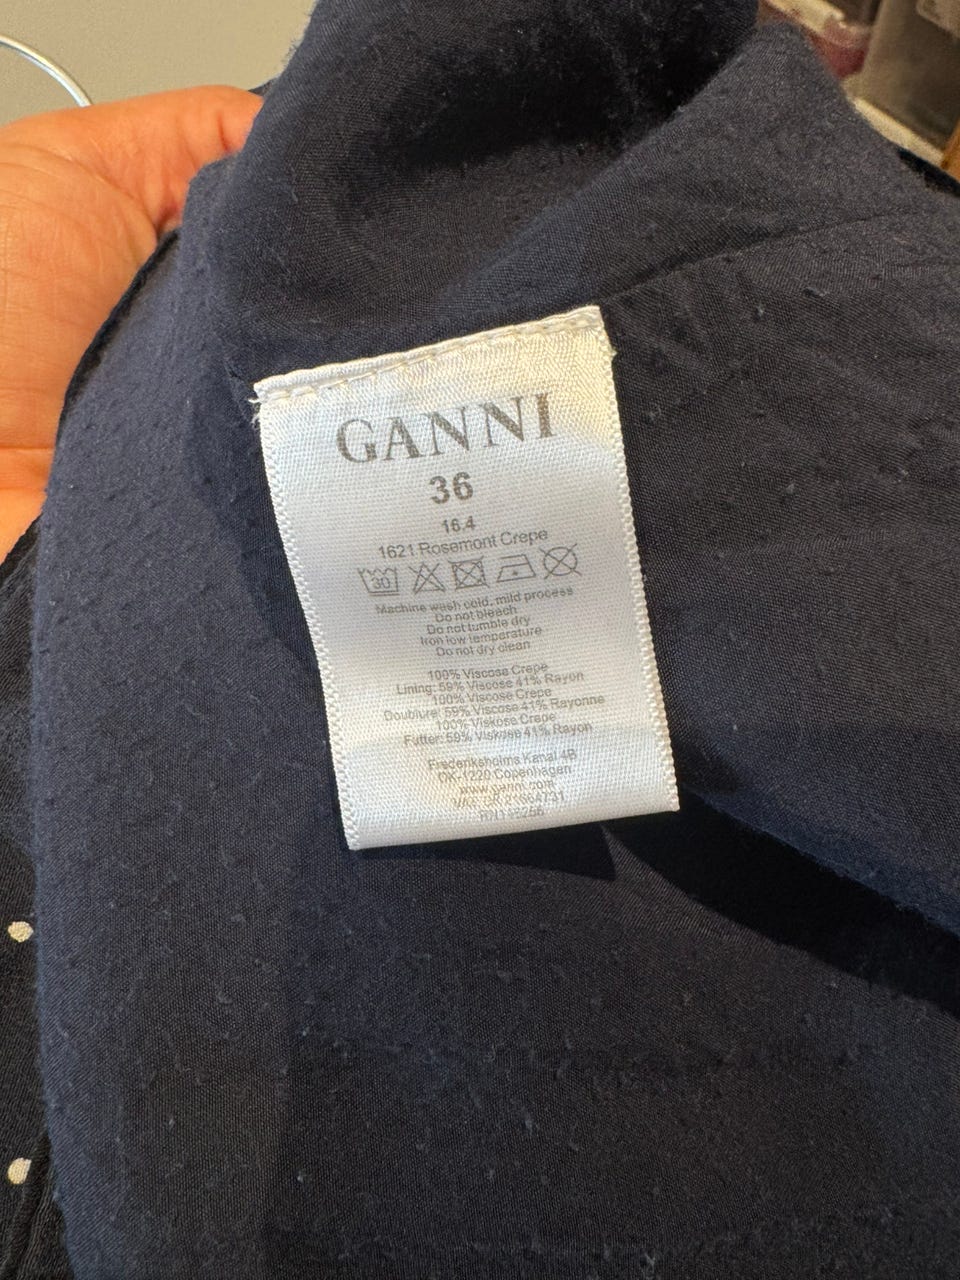 GANNI
36
16.4
1621 Rosemont Crepe
30
Machine wash cold, mild process
Do not bleach
Do not tumble dry
Iron low temperature
Do not dry clean
100% Viscose Crepe
Lining: 59% Viscose 41% Rayon
100% Viscose Crepe
Doublure: 59% Viscose 41% Rayonne
100% Viskose Crepe
Futter: 59% Viskose 41% Rayon
Frederiksholms Kanal 4B
DK-1220 Copenhagen
www.ganni.com